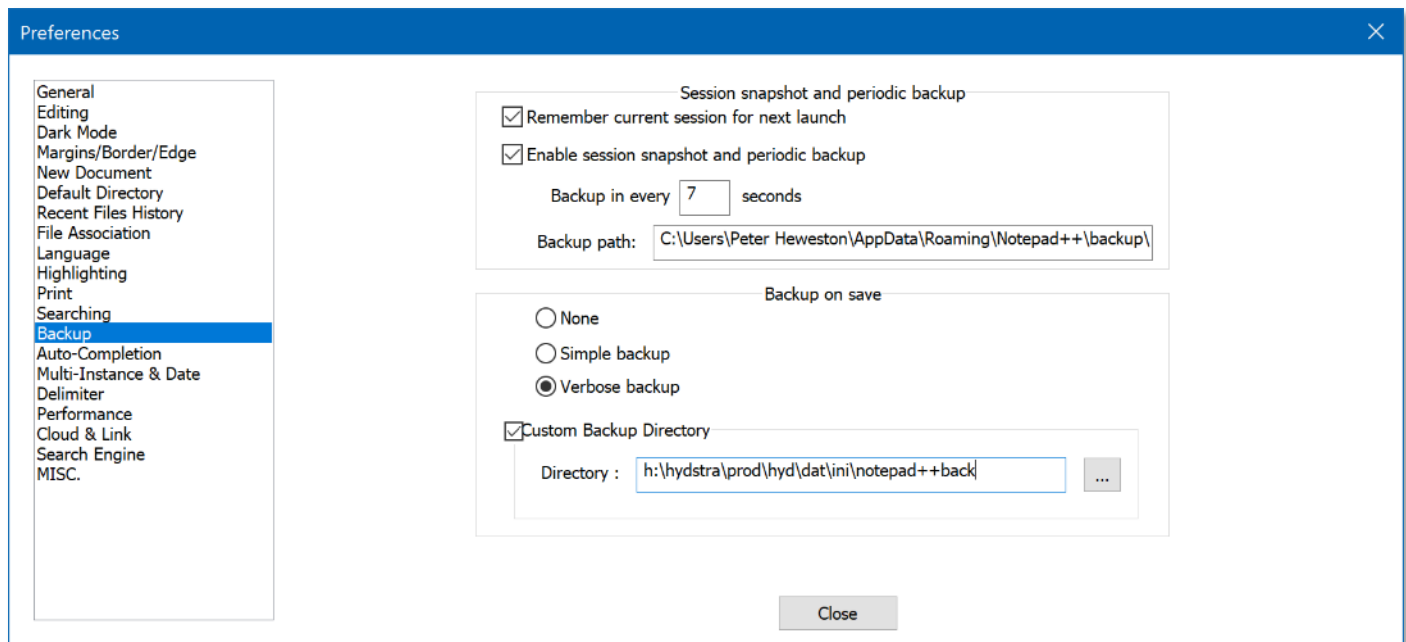 Preferences
General
Editing
Dark Mode
Margins/Border/Edge
New Document
Default Directory
Recent Files History
File Association
Language
Highlighting
Print
Searching
Backup
Auto-Completion
Multi-Instance & Date
Delimiter
Performance
Cloud & Link
Search Engine
MISC.
Session snapshot and periodic backup
Remember current session for next launch
Enable session snapshot and periodic backup
Backup in every 7 seconds
Backup path: C:\Users\Peter Heweston\AppData\Roaming\Notepad++\backup\
Backup on save
None
Simple backup
Verbose backup
Custom Backup Directory
Directory : h:\hydstra\prod\hyd\dat\ini\notepad++back
...
Close